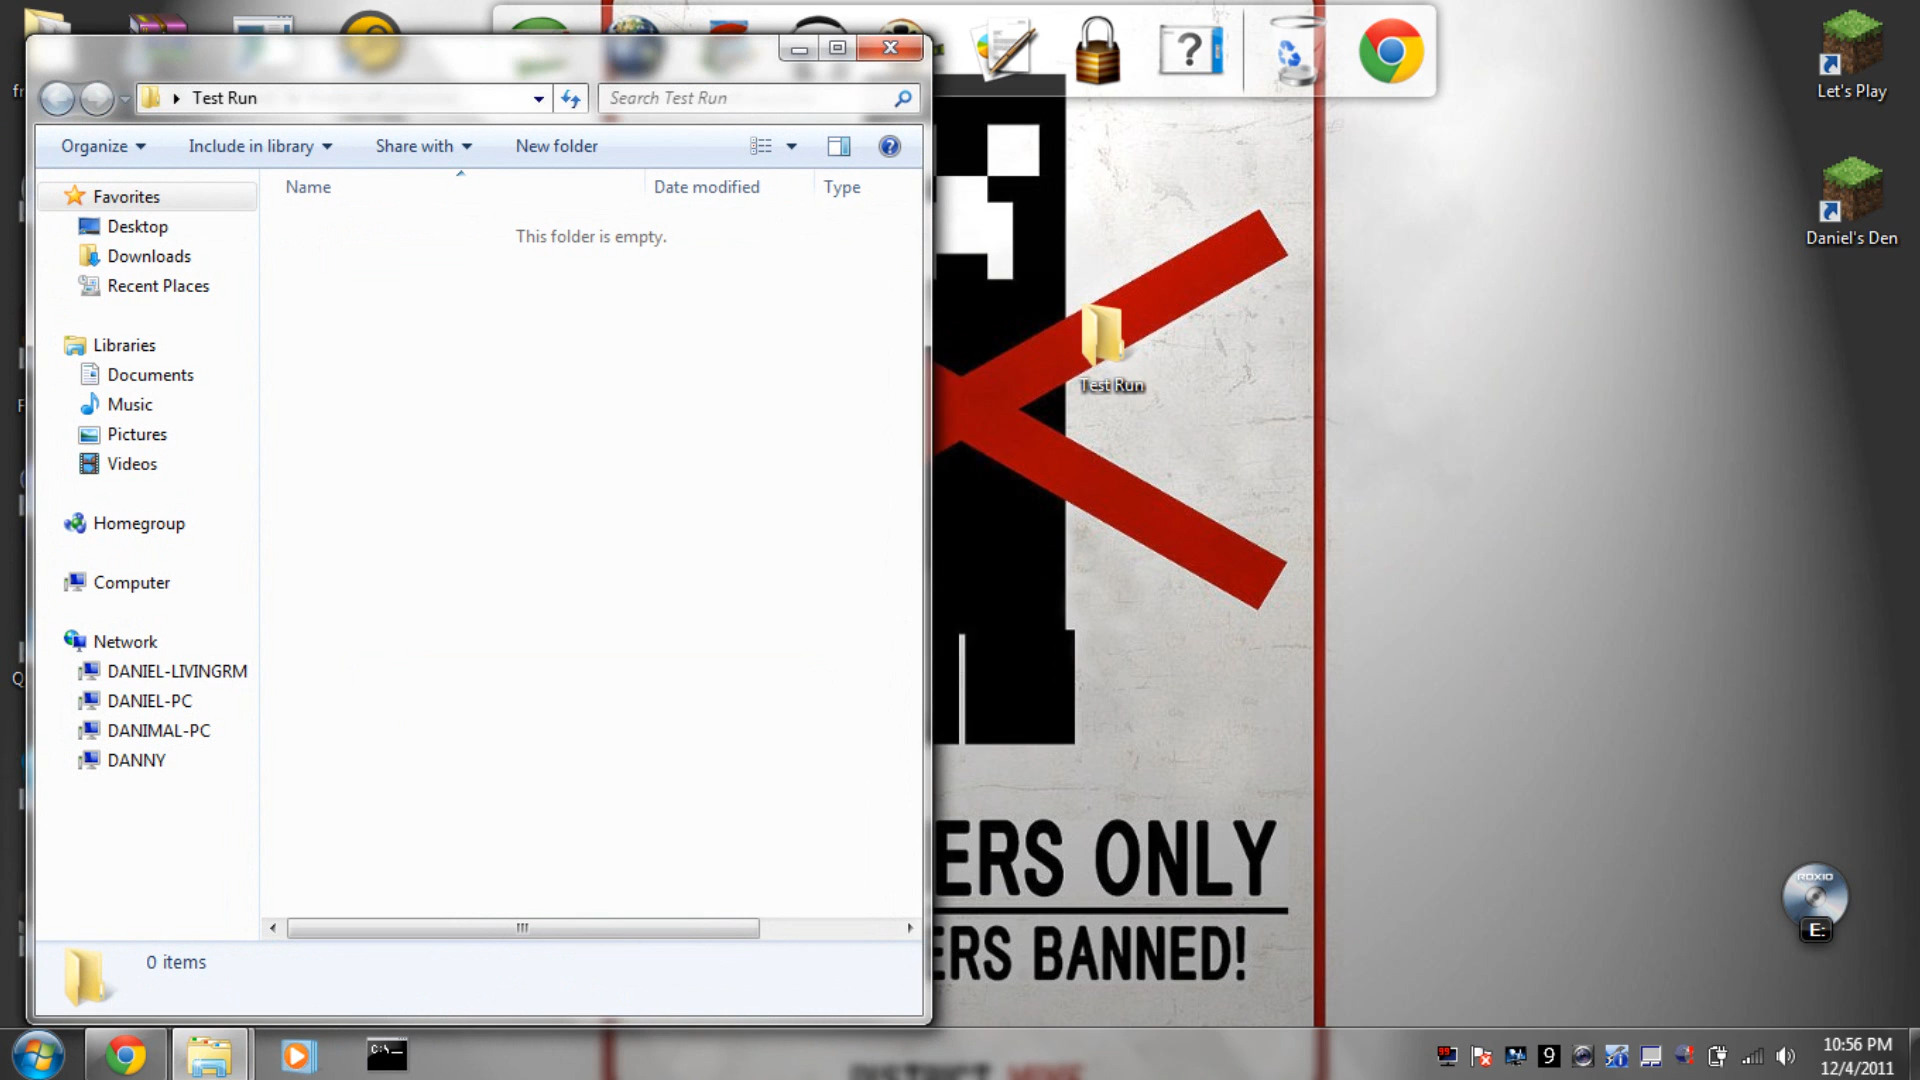 Test Run
Search Test Run
Organize
Include in library
Share with
New folder
Name
Date modified
Type
This folder is empty.
Favorites
Desktop
Downloads
Recent Places
Libraries
Documents
Music
Pictures
Videos
Homegroup
Computer
Network
DANIEL-LIVINGRM
DANIEL-PC
DANIMAL-PC
DANNY
0 items
Test Run
Let's Play
Daniel's Den
ERS ONLY
ERS BANNED!
ROXIO
E:
C:\
99
9
10:56 PM
12/4/2011